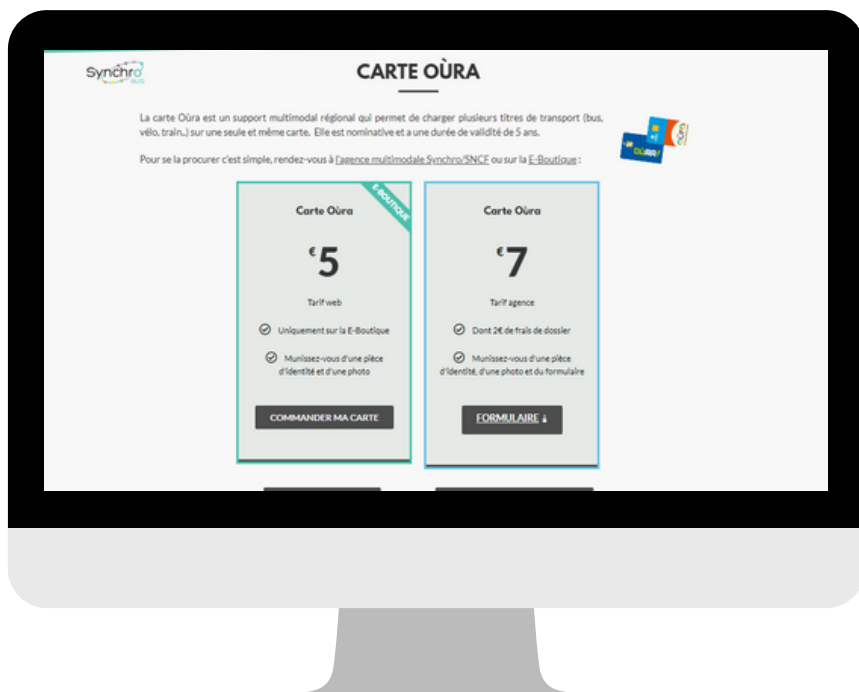 Synchro
BUS
CARTE OÙRA
La carte Oùra est un support multimodal régional qui permet de charger plusieurs titres de transport (bus,
vélo, train,.) sur une seule et même carte. Elle est nominative et a une durée de validité de 5 ans.
Pour se la procurer c'est simple, rendez-vous à l'agence multimodale Synchro/SNCF ou sur la E-Boutique :
OÙRA!
oùra
E-BOUTIQUE
Carte Oùra
€5
Tarif web
Uniquement sur la E-Boutique
Munissez-vous d'une pièce
d'identité et d'une photo
COMMANDER MA CARTE
Carte Oùra
€7
Tarif agence
Dont 2€ de frais de dossier
Munissez-vous d'une pièce
d'identité, d'une photo et du formulaire
FORMULAIRE